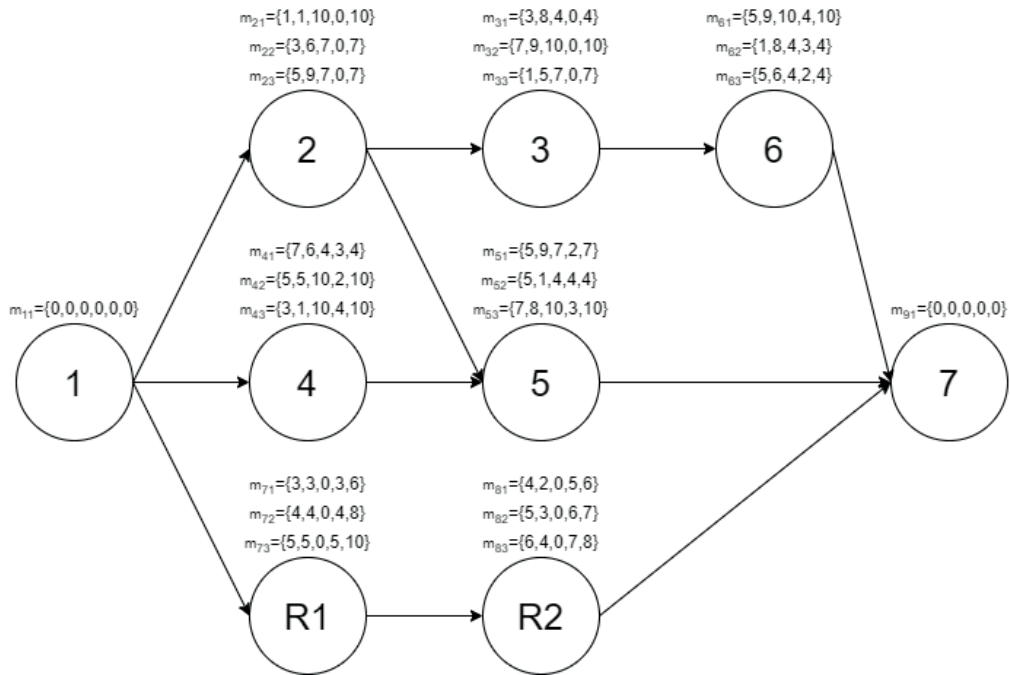 m21={1,1,10,0,10}
m22={3,6,7,0,7}
m23={5,9,7,0,7}
m31={3,8,4,0,4}
m32={7,9,10,0,10}
m33={1,5,7,0,7}
m61={5,9,10,4,10}
m62={1,8,4,3,4}
m63={5,6,4,2,4}
2
3
6
m11={0,0,0,0,0,0}
m41={7,6,4,3,4}
m42={5,5,10,2,10}
m43={3,1,10,4,10}
m51={5,9,7,2,7}
m52={5,1,4,4,4}
m53={7,8,10,3,10}
m91={0,0,0,0,0}
1
4
5
7
m71={3,3,0,3,6}
m72={4,4,0,4,8}
m73={5,5,0,5,10}
m81={4,2,0,5,6}
m82={5,3,0,6,7}
m83={6,4,0,7,8}
R1
R2